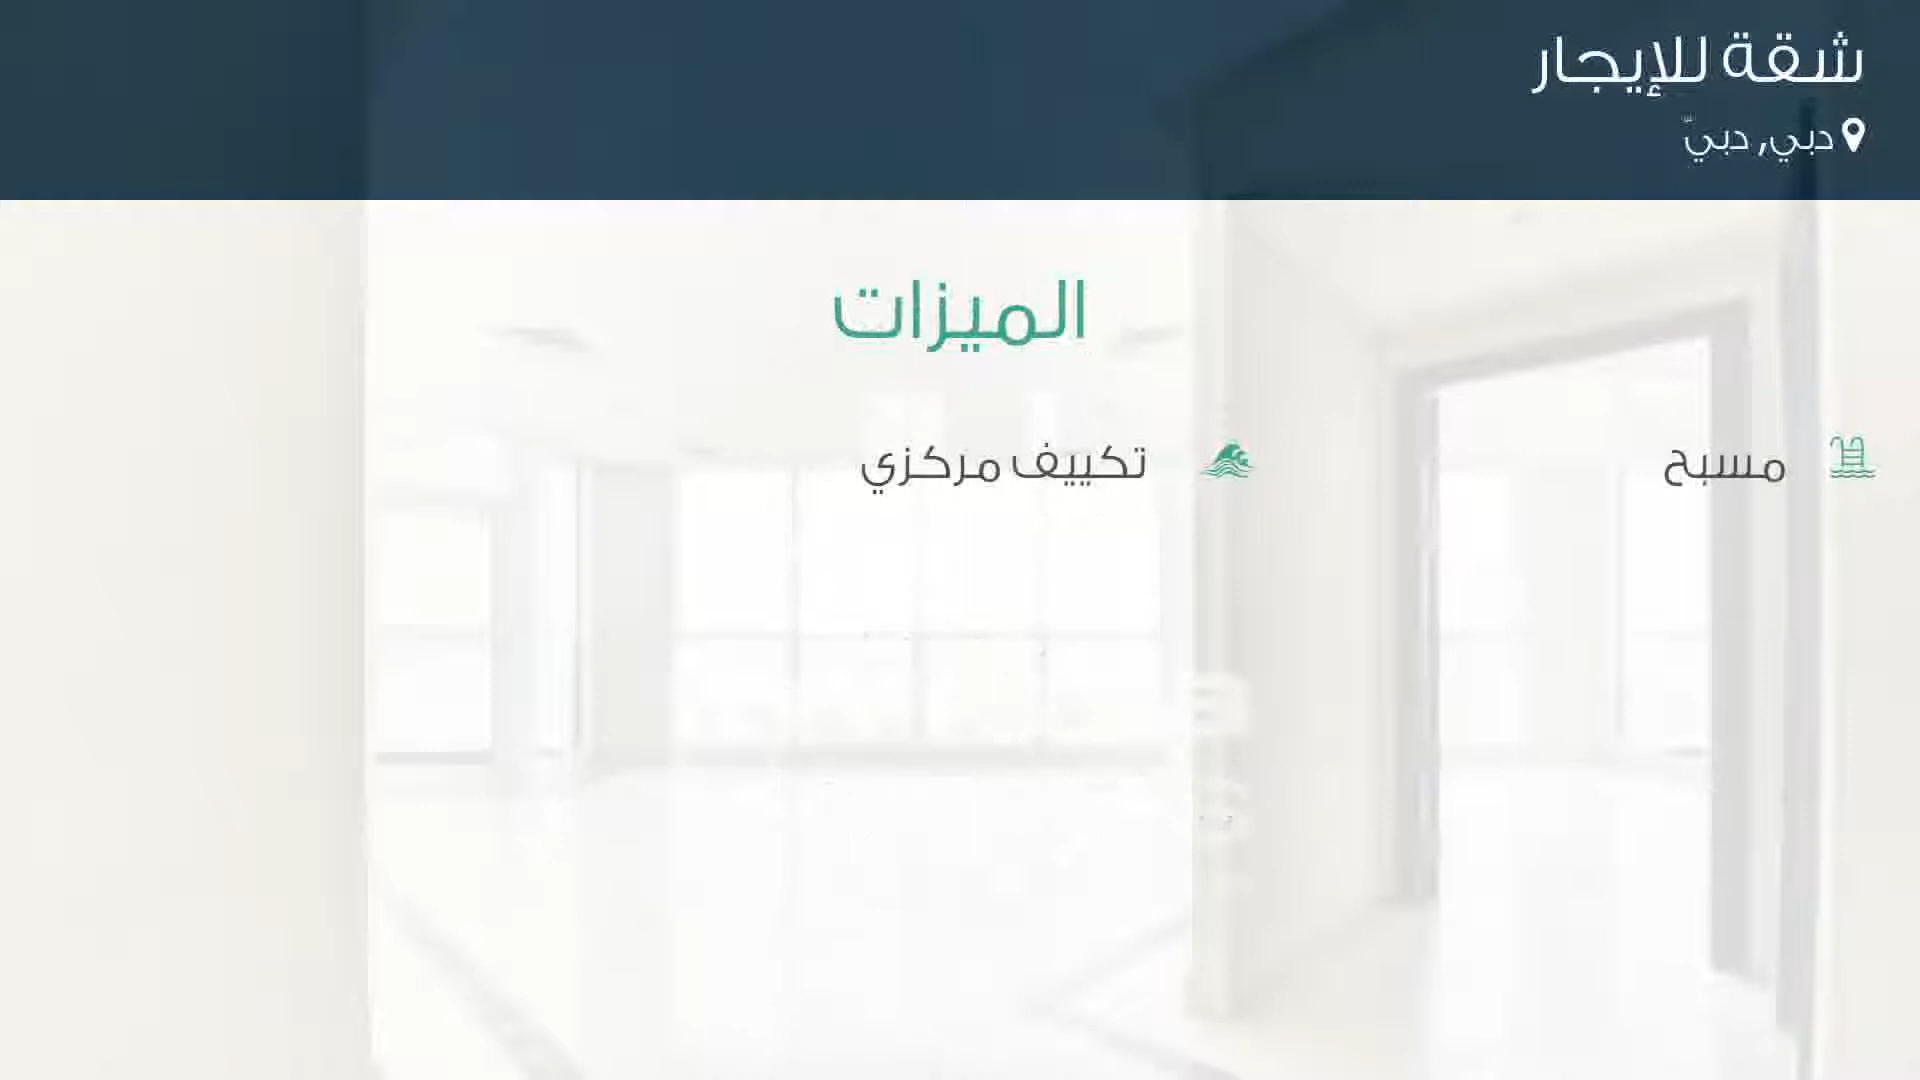 شقة للإيجار
دبي, دبيّ
الميزات
مسبح
تكييف مركزي